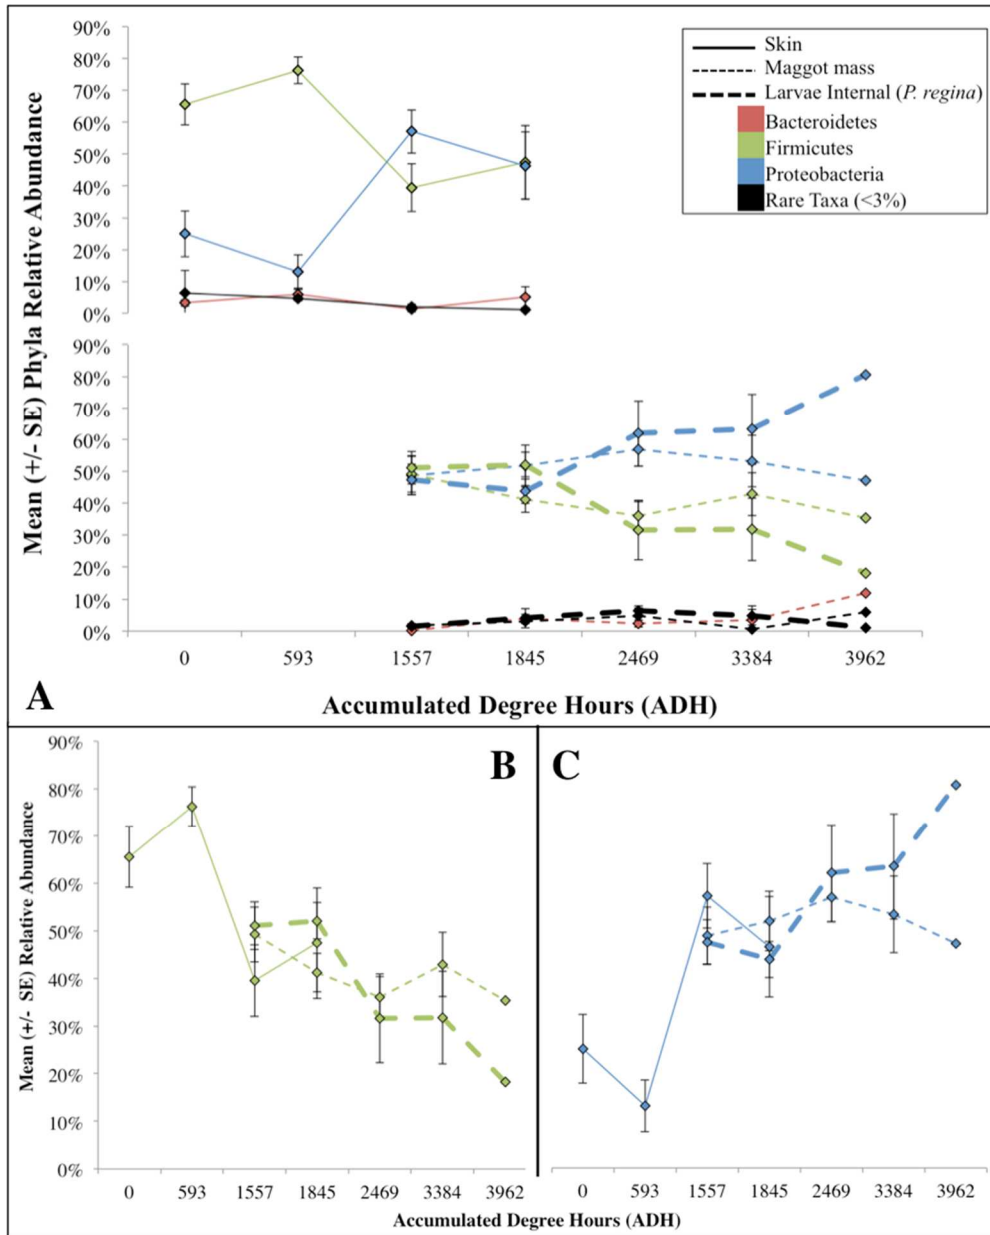 Mean (+/- SE) Phyla Relative Abundance
90%
80%
70%
60%
50%
40%
30%
20%
10%
0%
Skin
Maggot mass
Larvae Internal (P. regina)
Bacteroidetes
Firmicutes
Proteobacteria
Rare Taxa (<3%)
90%
80%
70%
60%
50%
40%
30%
20%
10%
0%
0 593 1557 1845 2469 3384 3962
A
Accumulated Degree Hours (ADH)
B
Mean (+/- SE) Relative Abundance
90%
80%
70%
60%
50%
40%
30%
20%
10%
0%
0 593 1557 1845 2469 3384 3962
C
0 593 1557 1845 2469 3384 3962
Accumulated Degree Hours (ADH)